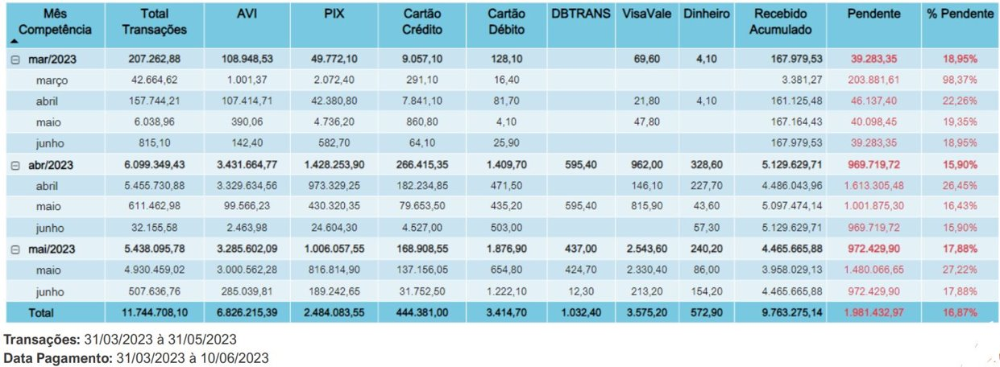 Mês Competência Total Transações AVI PIX Cartão Crédito Cartão Débito DBTRANS VisaVale Dinheiro Recebido Acumulado Pendente % Pendente
mar/2023 207.262,88 108.948,53 49.772,10 9.057,10 128,10 69,60 4,10 167.979,53 39.283,35 18,95%
março 42.664,62 1.001,37 2.072,40 291,10 16,40 3.381,27 203.881,61 98,37%
abril 157.744,21 107.414,71 42.380,80 7.841,10 81,70 21,80 4,10 161.125,48 46.137,40 22,26%
maio 6.038,96 390,06 4.736,20 860,80 4,10 47,80 167.164,43 40.098,45 19,35%
junho 815,10 142,40 582,70 64,10 25,90 167.979,53 39.283,35 18,95%
abr/2023 6.099.349,43 3.431.664,77 1.428.253,90 266.415,35 1.409,70 595,40 962,00 328,60 5.129.629,71 969.719,72 15,90%
abril 5.455.730,88 3.329.634,56 973.329,25 182.234,85 471,50 146,10 227,70 4.486.043,96 1.613.305,48 26,45%
maio 611.462,98 99.566,23 430.320,35 79.653,50 435,20 595,40 815,90 43,60 5.097.474,14 1.001.875,30 16,43%
junho 32.155,58 2.463,98 24.604,30 4.527,00 503,00 57,30 5.129.629,71 969.719,72 15,90%
mai/2023 5.438.095,78 3.285.602,09 1.006.057,55 168.908,55 1.876,90 437,00 2.543,60 240,20 4.465.665,88 972.429,90 17,88%
maio 4.930.459,02 3.000.562,28 816.814,90 137.156,05 654,80 424,70 2.330,40 86,00 3.958.029,13 1.480.066,65 27,22%
junho 507.636,76 285.039,81 189.242,65 31.752,50 1.222,10 12,30 213,20 154,20 4.465.665,88 972.429,90 17,88%
Total 11.744.708,10 6.826.215,39 2.484.083,55 444.381,00 3.414,70 1.032,40 3.575,20 572,90 9.763.275,14 1.981.432,97 16,87%
Transações: 31/03/2023 à 31/05/2023
Data Pagamento: 31/03/2023 à 10/06/2023